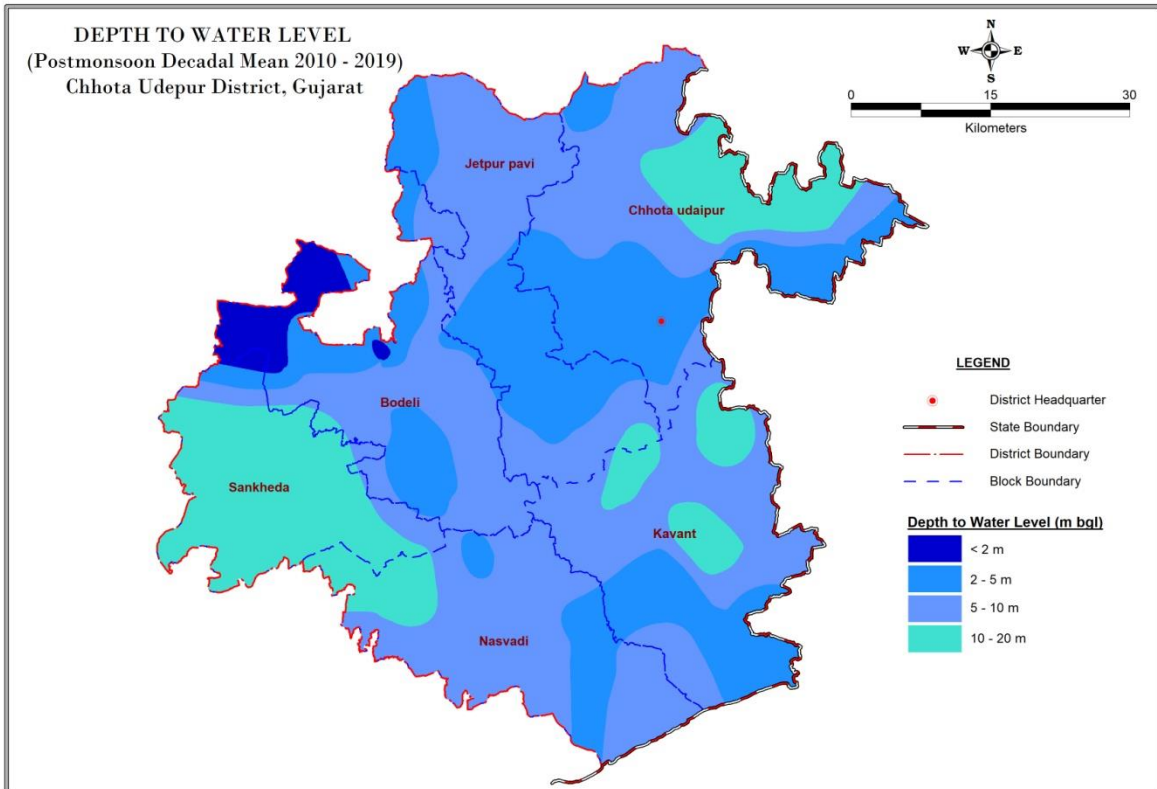 DEPTH TO WATER LEVEL
(Postmonsoon Decadal Mean 2010 - 2019)
Chhota Udepur District, Gujarat
N
W E
S
0 15 30
Kilometers
Jetpur pavi
Chhota udaipur
Bodeli
Sankheda
Kavant
Nasvadi
LEGEND
District Headquarter
State Boundary
District Boundary
Block Boundary
Depth to Water Level (m bgl)
< 2 m
2 - 5 m
5 - 10 m
10 - 20 m